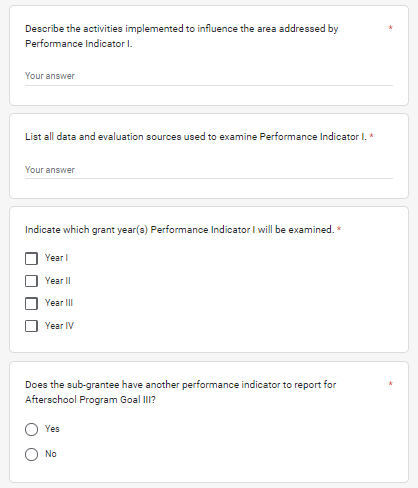 Describe the activities implemented to influence the area addressed by *
Performance Indicator I.
Your answer
List all data and evaluation sources used to examine Performance Indicator I. *
Your answer
Indicate which grant year(s) Performance Indicator I will be examined. *
Year I
Year II
Year III
Year IV
Does the sub-grantee have another performance indicator to report for *
Afterschool Program Goal III?
Yes
No